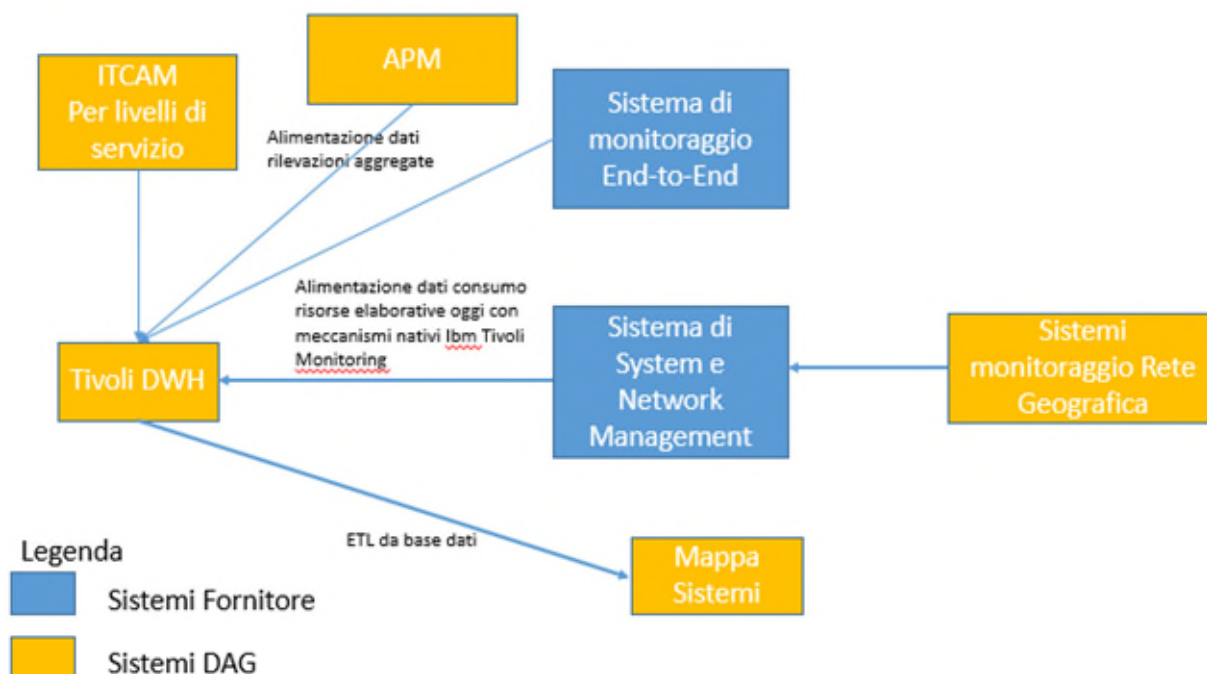 ITCAM
Per livelli di
servizio
APM
Sistema di
monitoraggio
End-to-End
Alimentazione dati
rilevazioni aggregate
Alimentazione dati consumo
risorse elaborative oggi con
meccanismi nativi Ibm Tivoli
Monitoring
Tivoli DWH
Sistema di
System e
Network
Management
Sistemi
monitoraggio Rete
Geografica
ETL da base dati
Mappa
Sistemi
Legenda
Sistemi Fornitore
Sistemi DAG